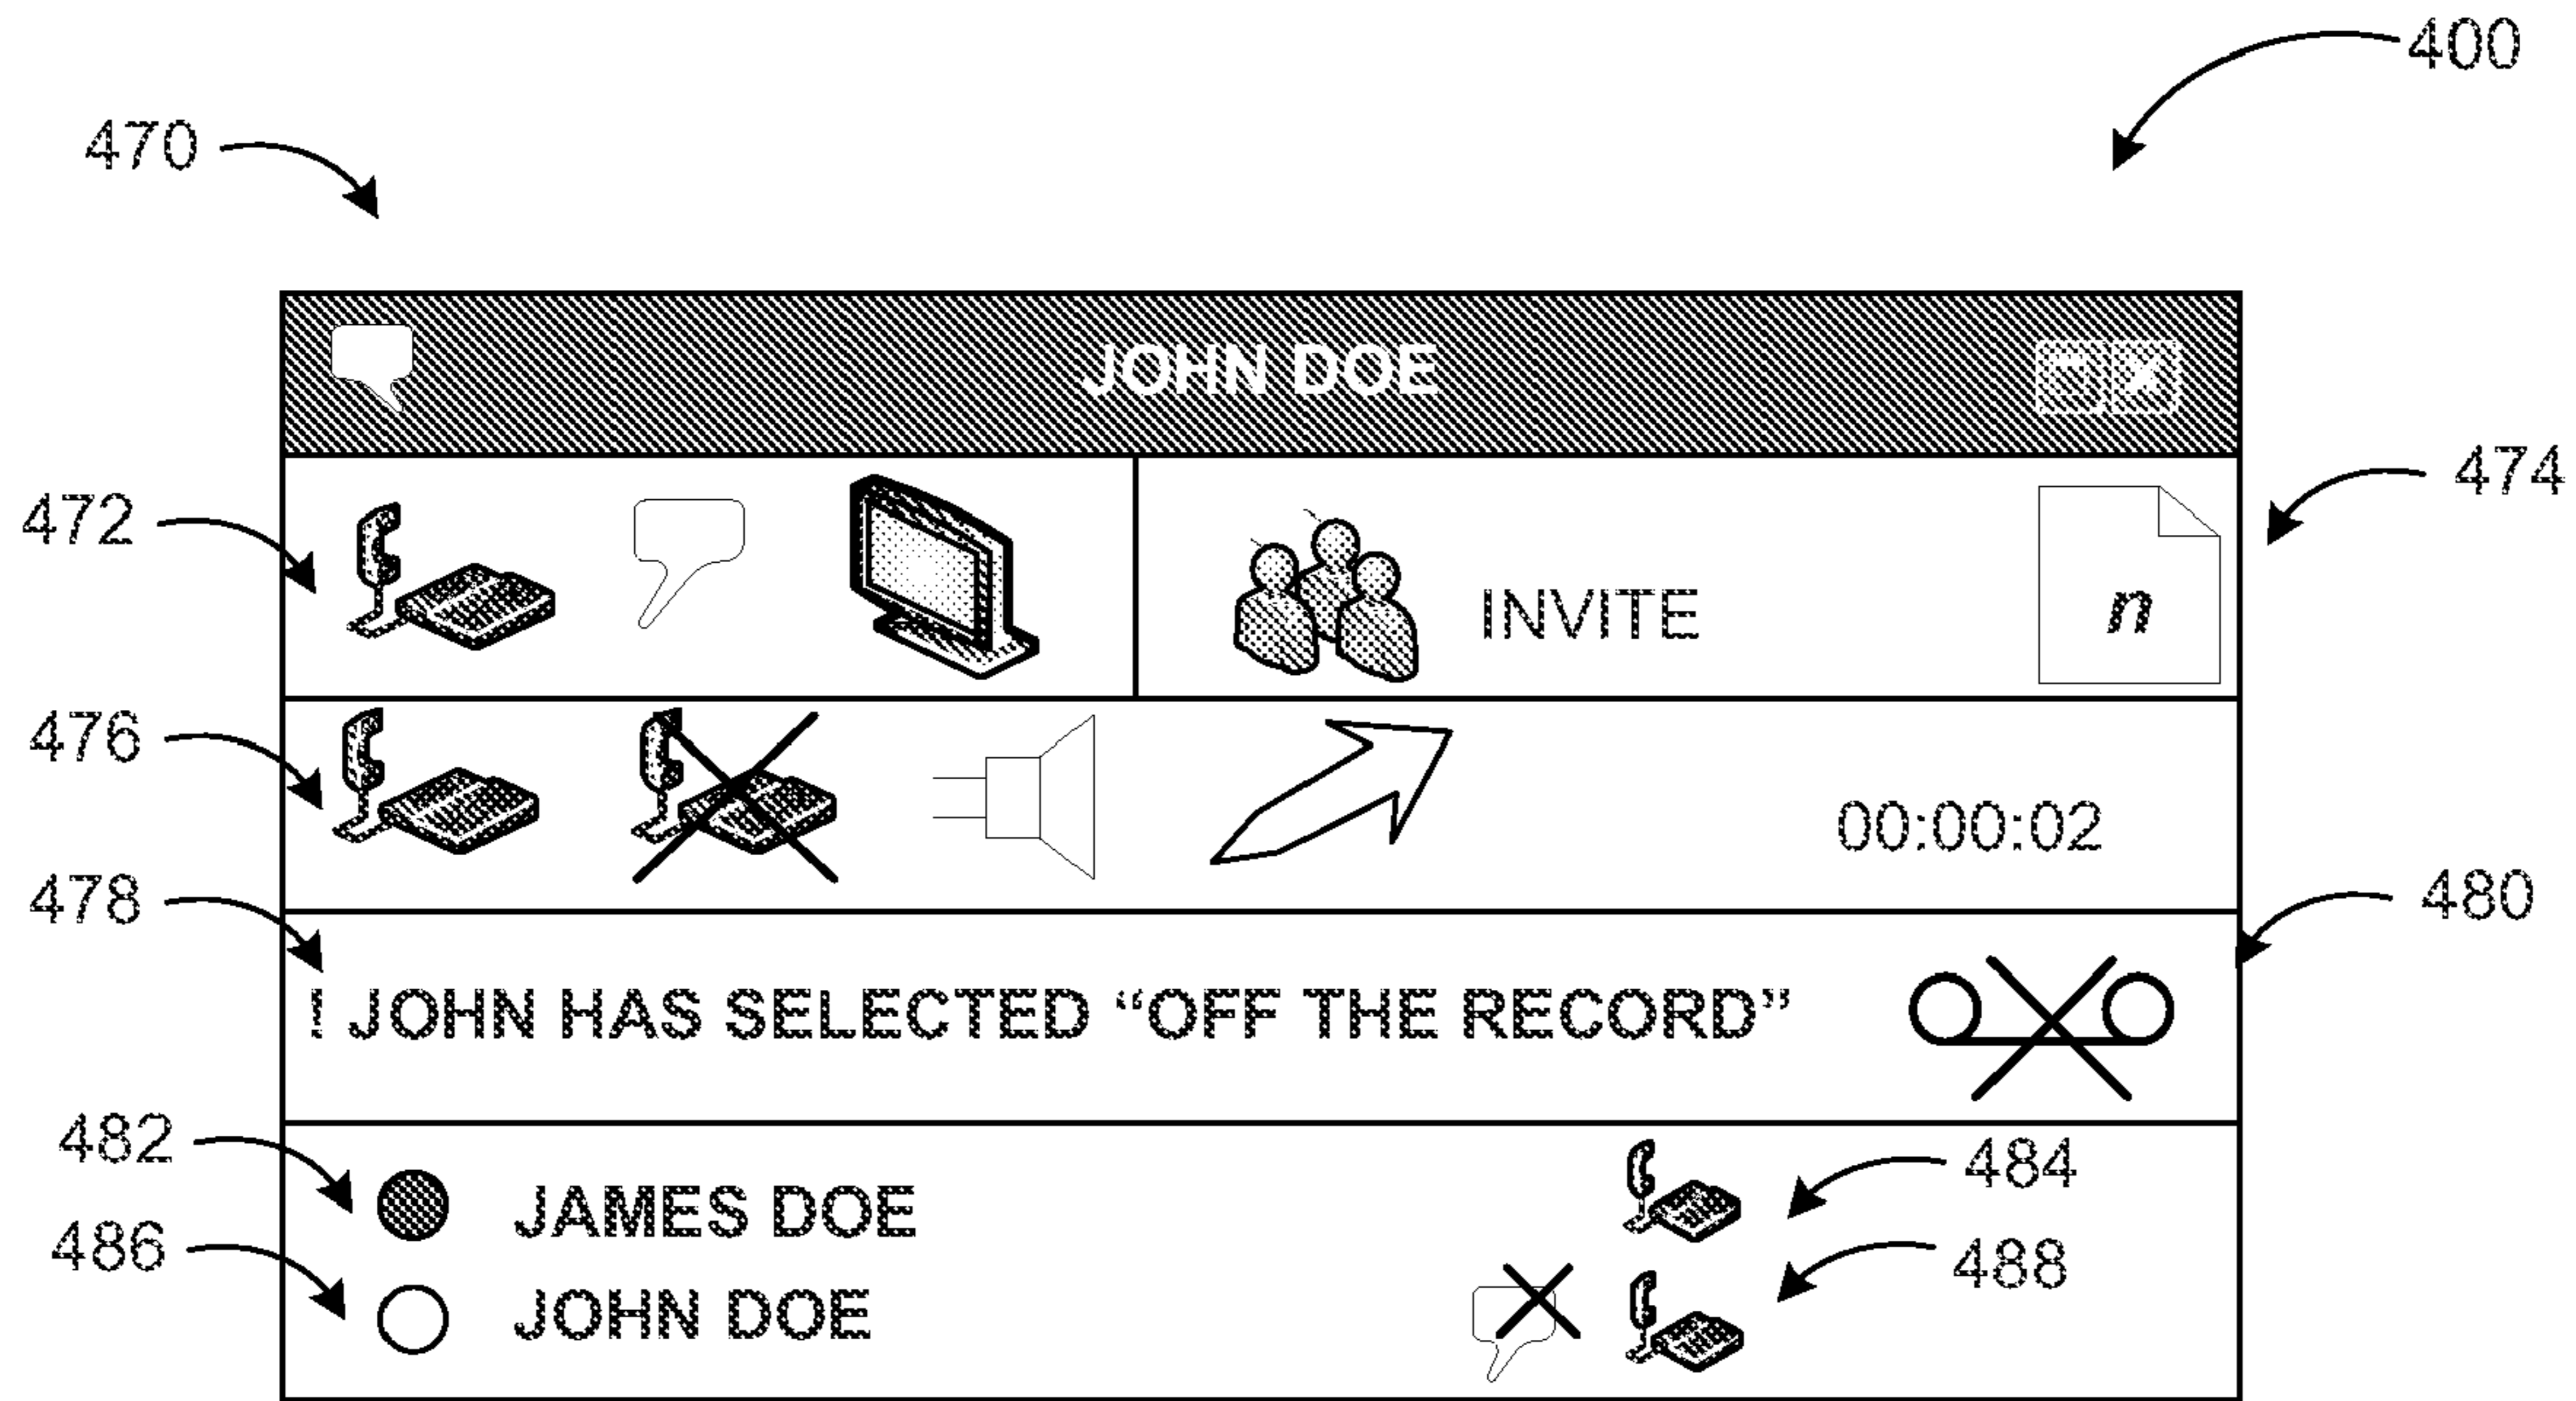 400
470
JOHN DOE
474
472
INVITE
n
476
00:00:02
478
480
! JOHN HAS SELECTED “OFF THE RECORD”
482
484
JAMES DOE
486
488
JOHN DOE